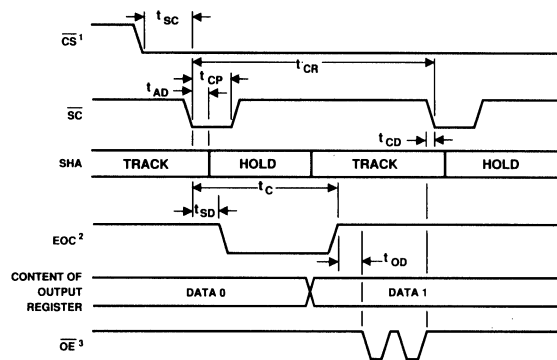 t SC
CS 1
t CR
t CP
t AD
SC
t CD
SHA TRACK HOLD TRACK HOLD
t C
t SD
EOC 2
t OD
CONTENT OF
OUTPUT DATA 0 DATA 1
REGISTER
OE 3